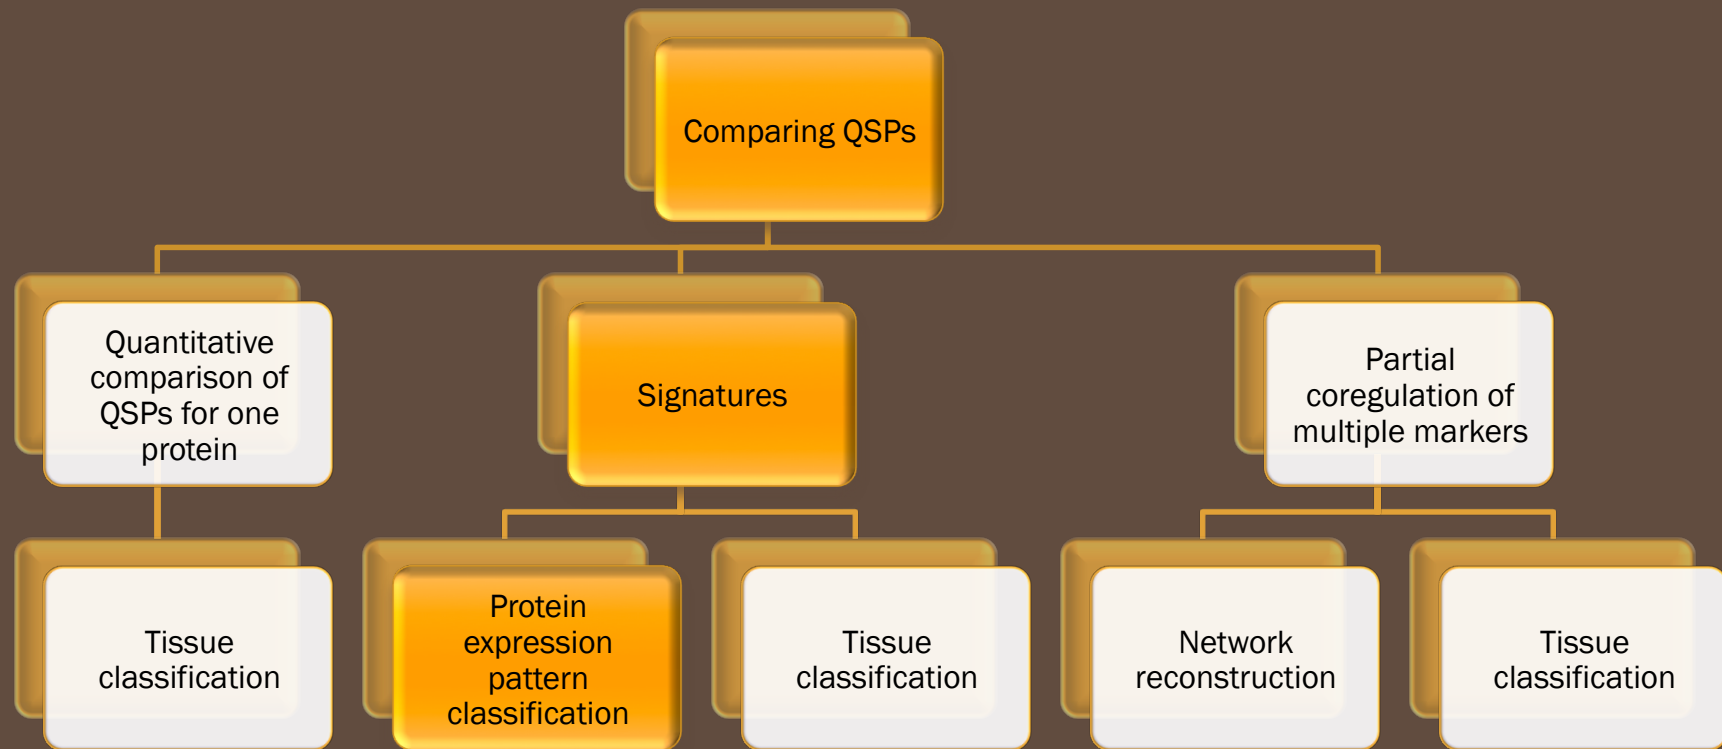 Comparing QSPs
Quantitative
comparison of
QSPs for one
protein
Signatures
Partial
coregulation of
multiple markers
Tissue
classification
Protein
expression
pattern
classification
Tissue
classification
Network
reconstruction
Tissue
classification